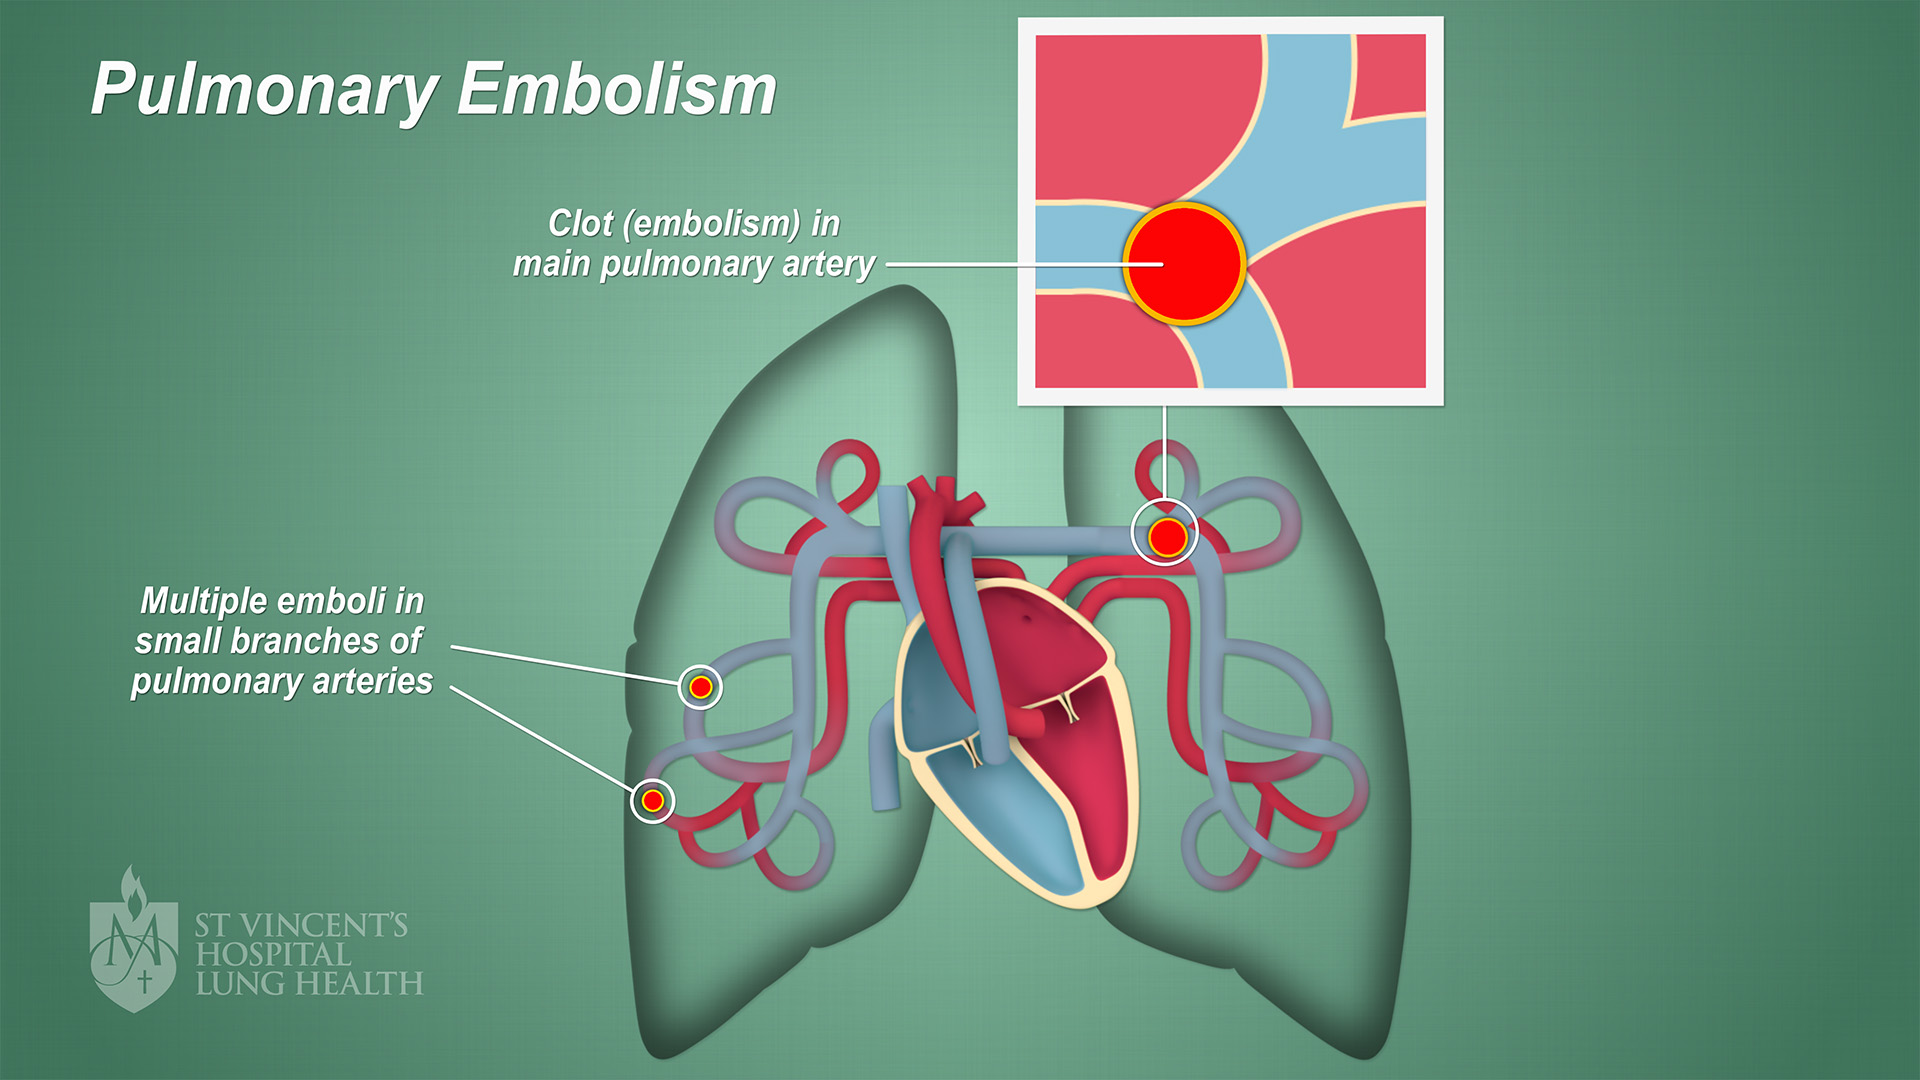 Pulmonary Embolism
Clot (embolism) in
main pulmonary artery
Multiple emboli in
small branches of
pulmonary arteries
ST VINCENT'S
HOSPITAL
LUNG HEALTH